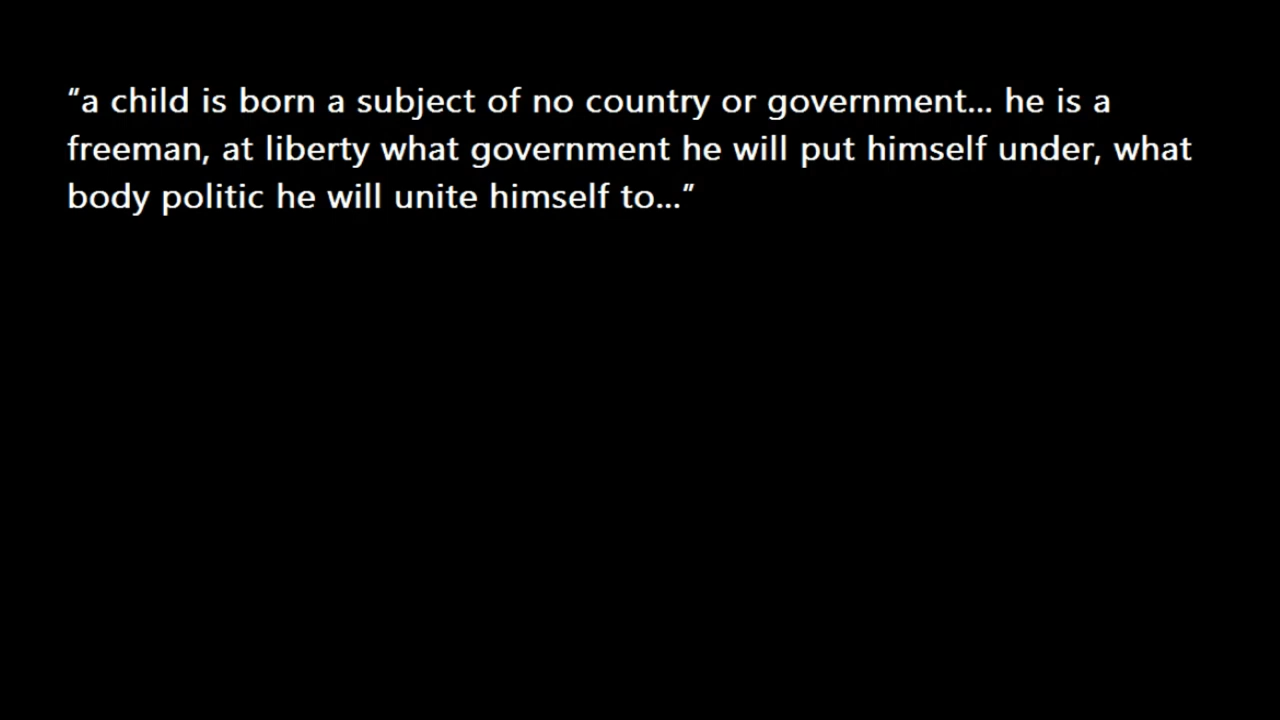 “a child is born a subject of no country or government... he is a
freeman, at liberty what government he will put himself under, what
body politic he will unite himself to...”